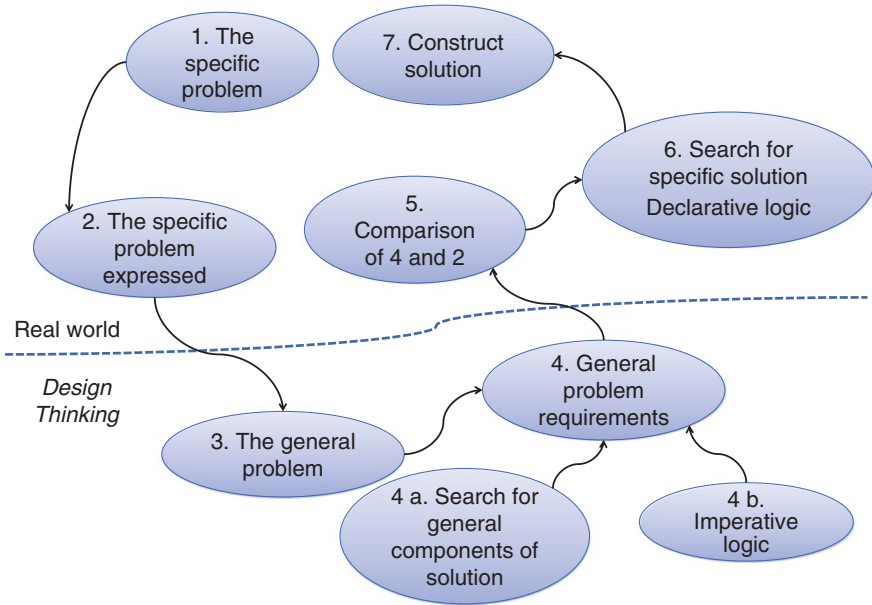 1. The
specific
problem
7. Construct
solution
6. Search for
specific solution
Declarative logic
5.
Comparison
of 4 and 2
2. The specific
problem
expressed
Real world
Design
Thinking
4. General
problem
requirements
3. The general
problem
4 a. Search for
general
components of
solution
4 b.
Imperative
logic